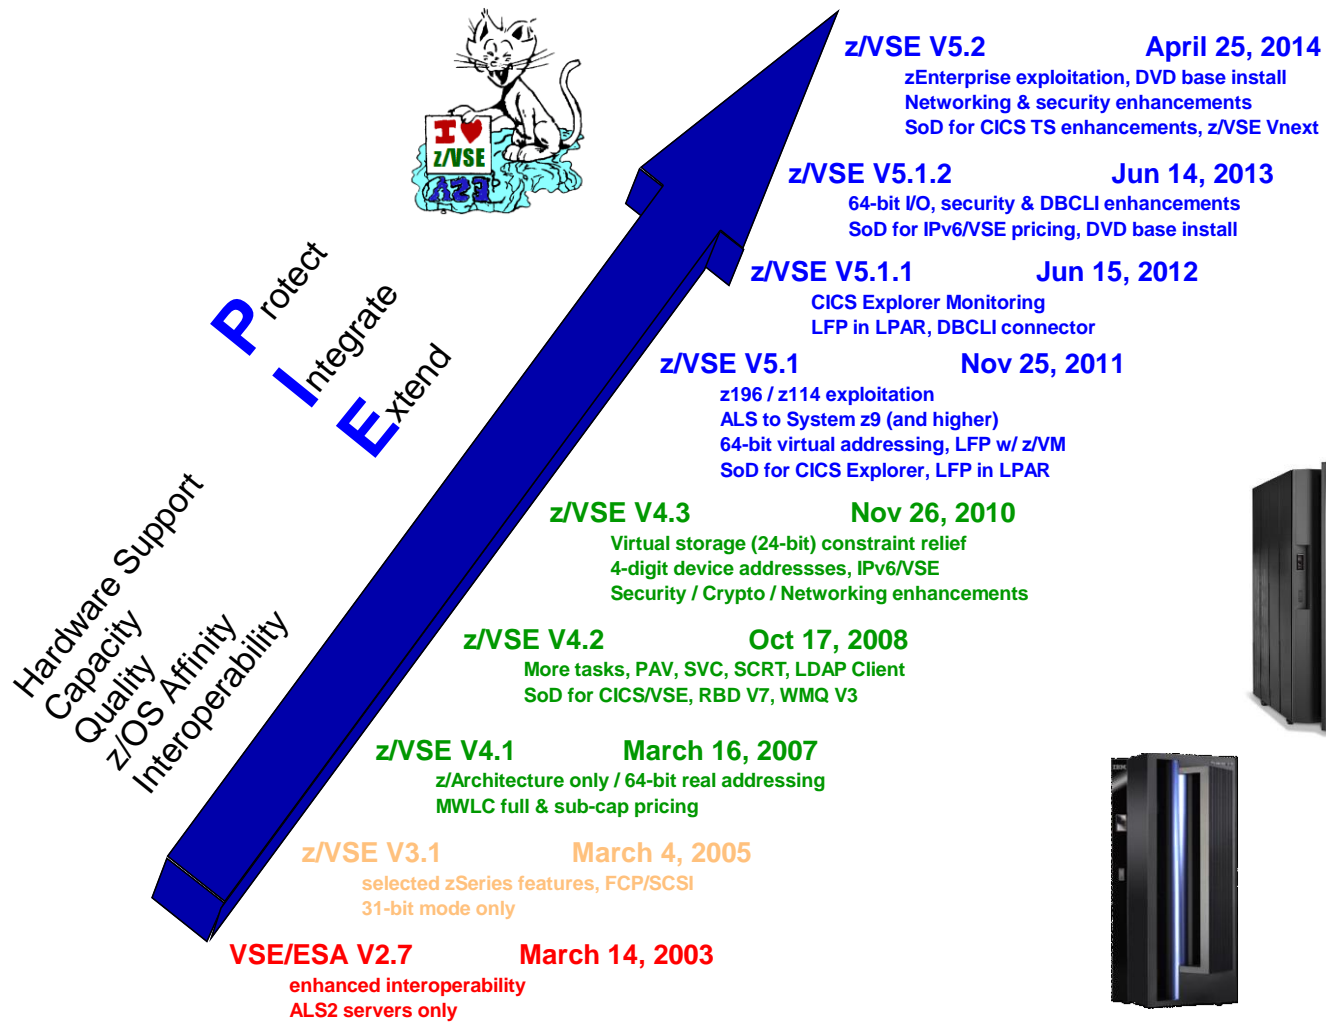 I ♥
z/VSE
z/VSE V5.2 April 25, 2014
zEnterprise exploitation, DVD base install
Networking & security enhancements
SoD for CICS TS enhancements, z/VSE Vnext
z/VSE V5.1.2 Jun 14, 2013
64-bit I/O, security & DBCLI enhancements
SoD for IPv6/VSE pricing, DVD base install
z/VSE V5.1.1 Jun 15, 2012
CICS Explorer Monitoring
LFP in LPAR, DBCLI connector
z/VSE V5.1 Nov 25, 2011
z196 / z114 exploitation
ALS to System z9 (and higher)
64-bit virtual addressing, LFP w/ z/VM
SoD for CICS Explorer, LFP in LPAR
z/VSE V4.3 Nov 26, 2010
Virtual storage (24-bit) constraint relief
4-digit device addressses, IPv6/VSE
Security / Crypto / Networking enhancements
z/VSE V4.2 Oct 17, 2008
More tasks, PAV, SVC, SCRT, LDAP Client
SoD for CICS/VSE, RBD V7, WMQ V3
z/VSE V4.1 March 16, 2007
z/Architecture only / 64-bit real addressing
MWLC full & sub-cap pricing
z/VSE V3.1 March 4, 2005
selected zSeries features, FCP/SCSI
31-bit mode only
VSE/ESA V2.7 March 14, 2003
enhanced interoperability
ALS2 servers only
Protect
Integrate
Extend
Hardware Support
Capacity
Quality
z/OS Affinity
Interoperability